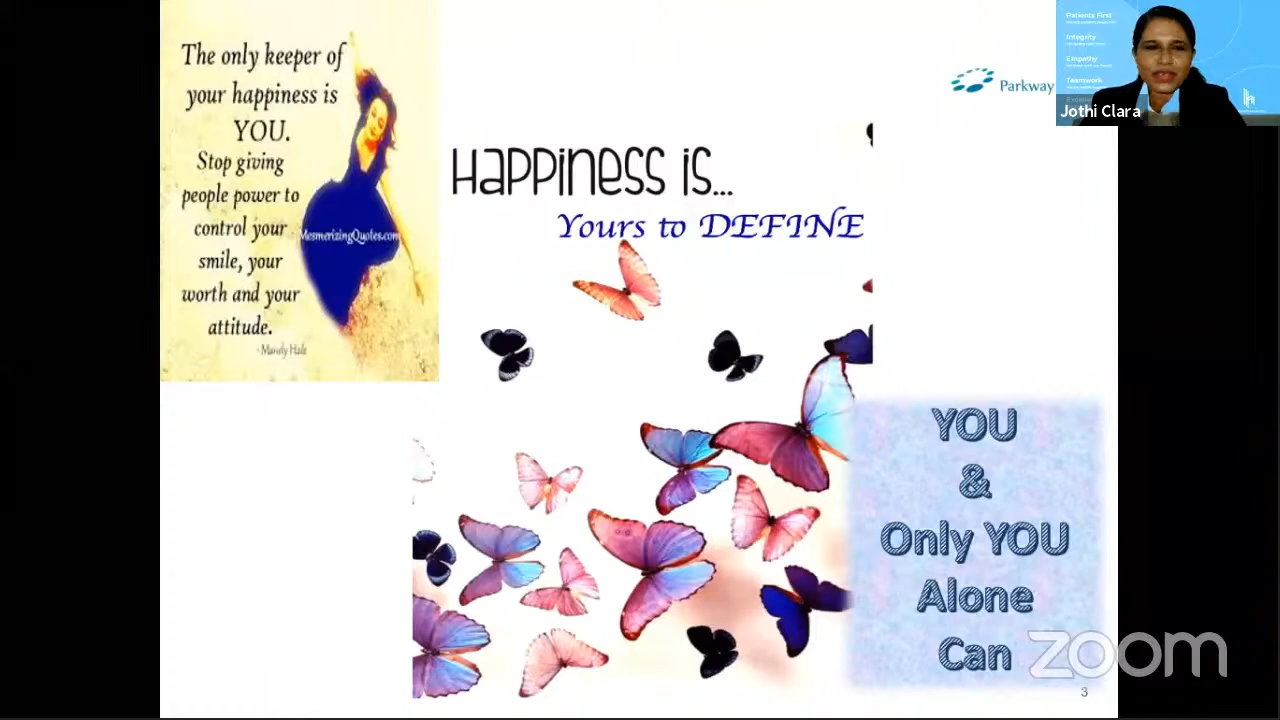 The only keeper of
your happiness is
YOU.
Stop giving
people power to
control your
smile, your
worth and your
attitude.
- Mandy Hale
MesmerizingQuotes.com
Happiness is...
Yours to DEFINE
Parkway
Patients First
Integrity
Empathy
Teamwork
Jothi Clara
YOU
&
Only YOU
Alone
Can
zoom
3